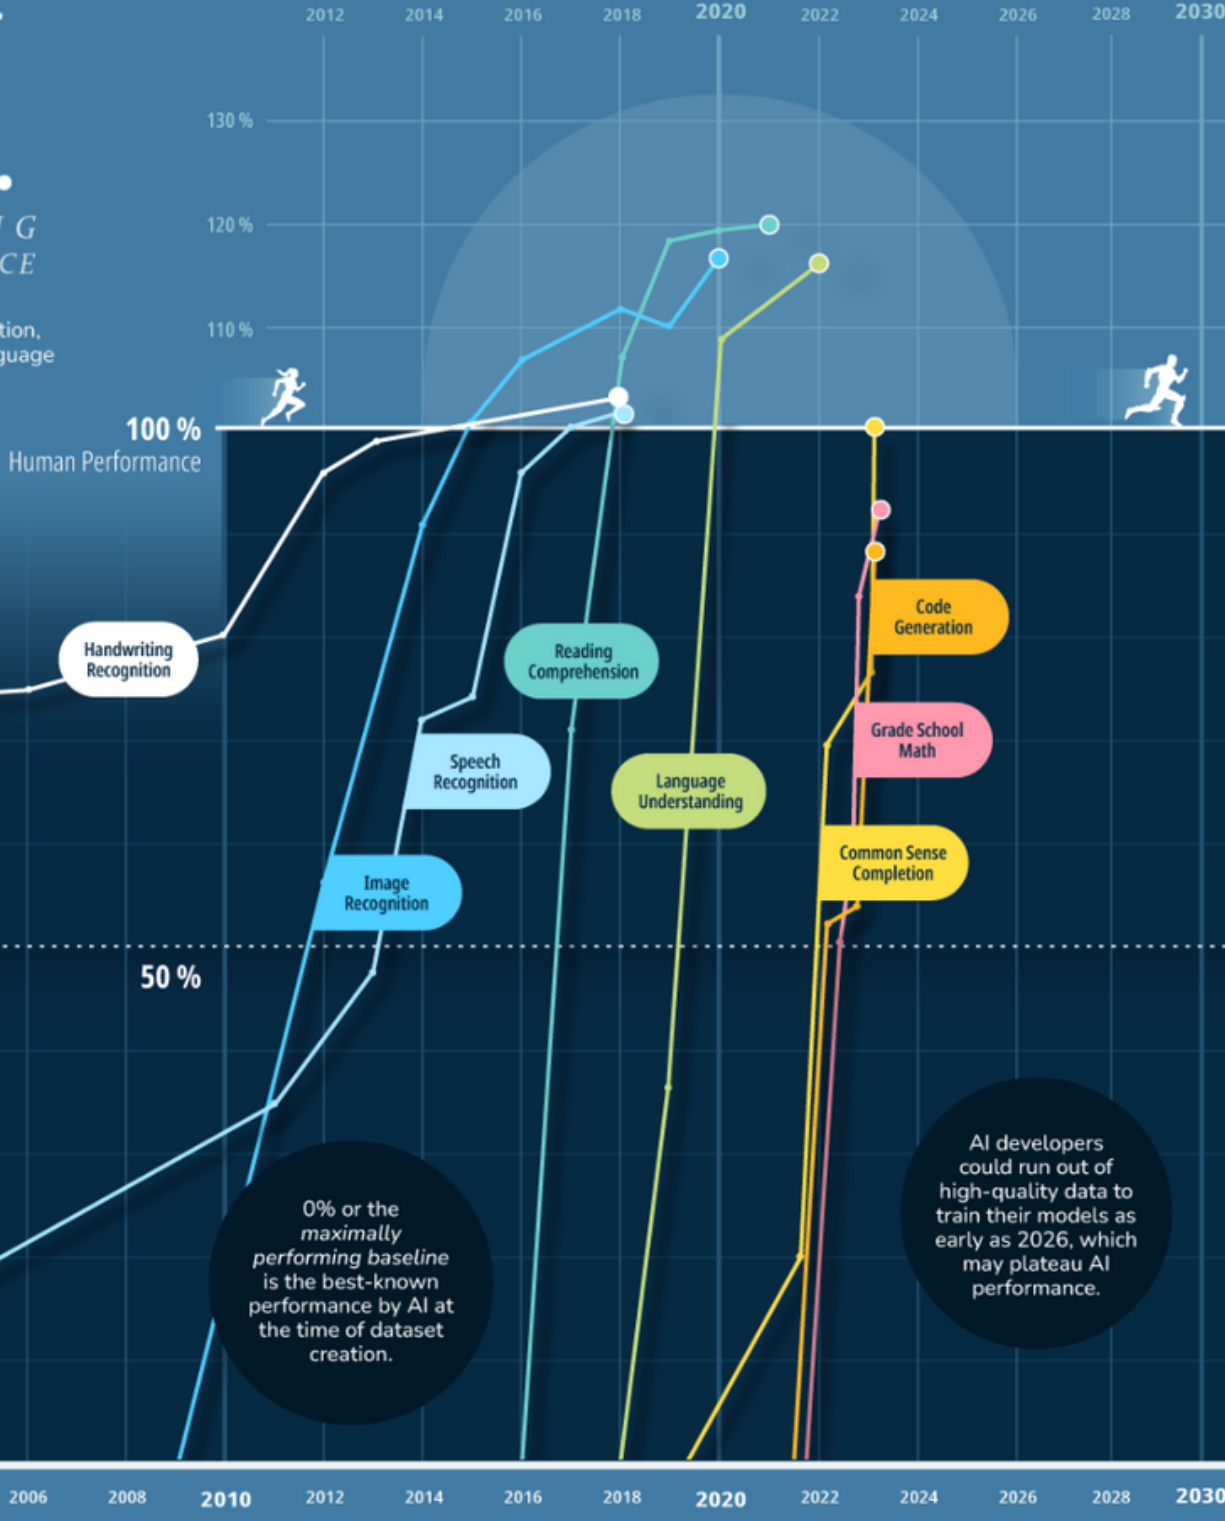 2012 2014 2016 2018 2020 2022 2024 2026 2028 2030
130 %
120 %
110 %
G
CE
tion,
guage
100 %
Human Performance
Handwriting
Recognition
Reading
Comprehension
Speech
Recognition
Language
Understanding
Image
Recognition
Code
Generation
Grade School
Math
Common Sense
Completion
50 %
0% or the
maximally
performing baseline
is the best-known
performance by AI at
the time of dataset
creation.
AI developers
could run out of
high-quality data to
train their models as
early as 2026, which
may plateau AI
performance.
2006 2008 2010 2012 2014 2016 2018 2020 2022 2024 2026 2028 2030